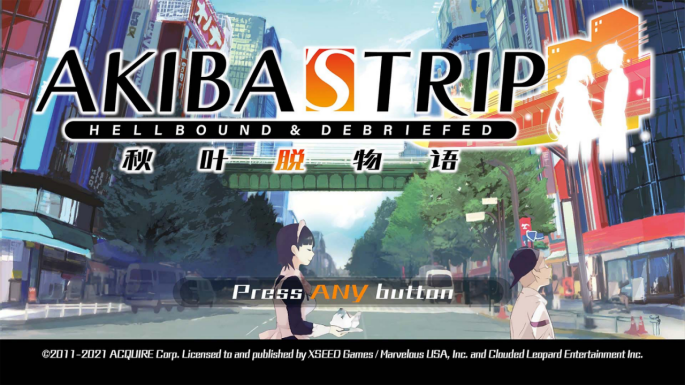 AKIBA'S TRIP
HELLBOUND & DEBRIEFED
秋叶脱物语
Press ANY button
©2011-2021 ACQUIRE Corp. Licensed to and published by XSEED Games / Marvelous USA, Inc. and Clouded Leopard Entertainment Inc.